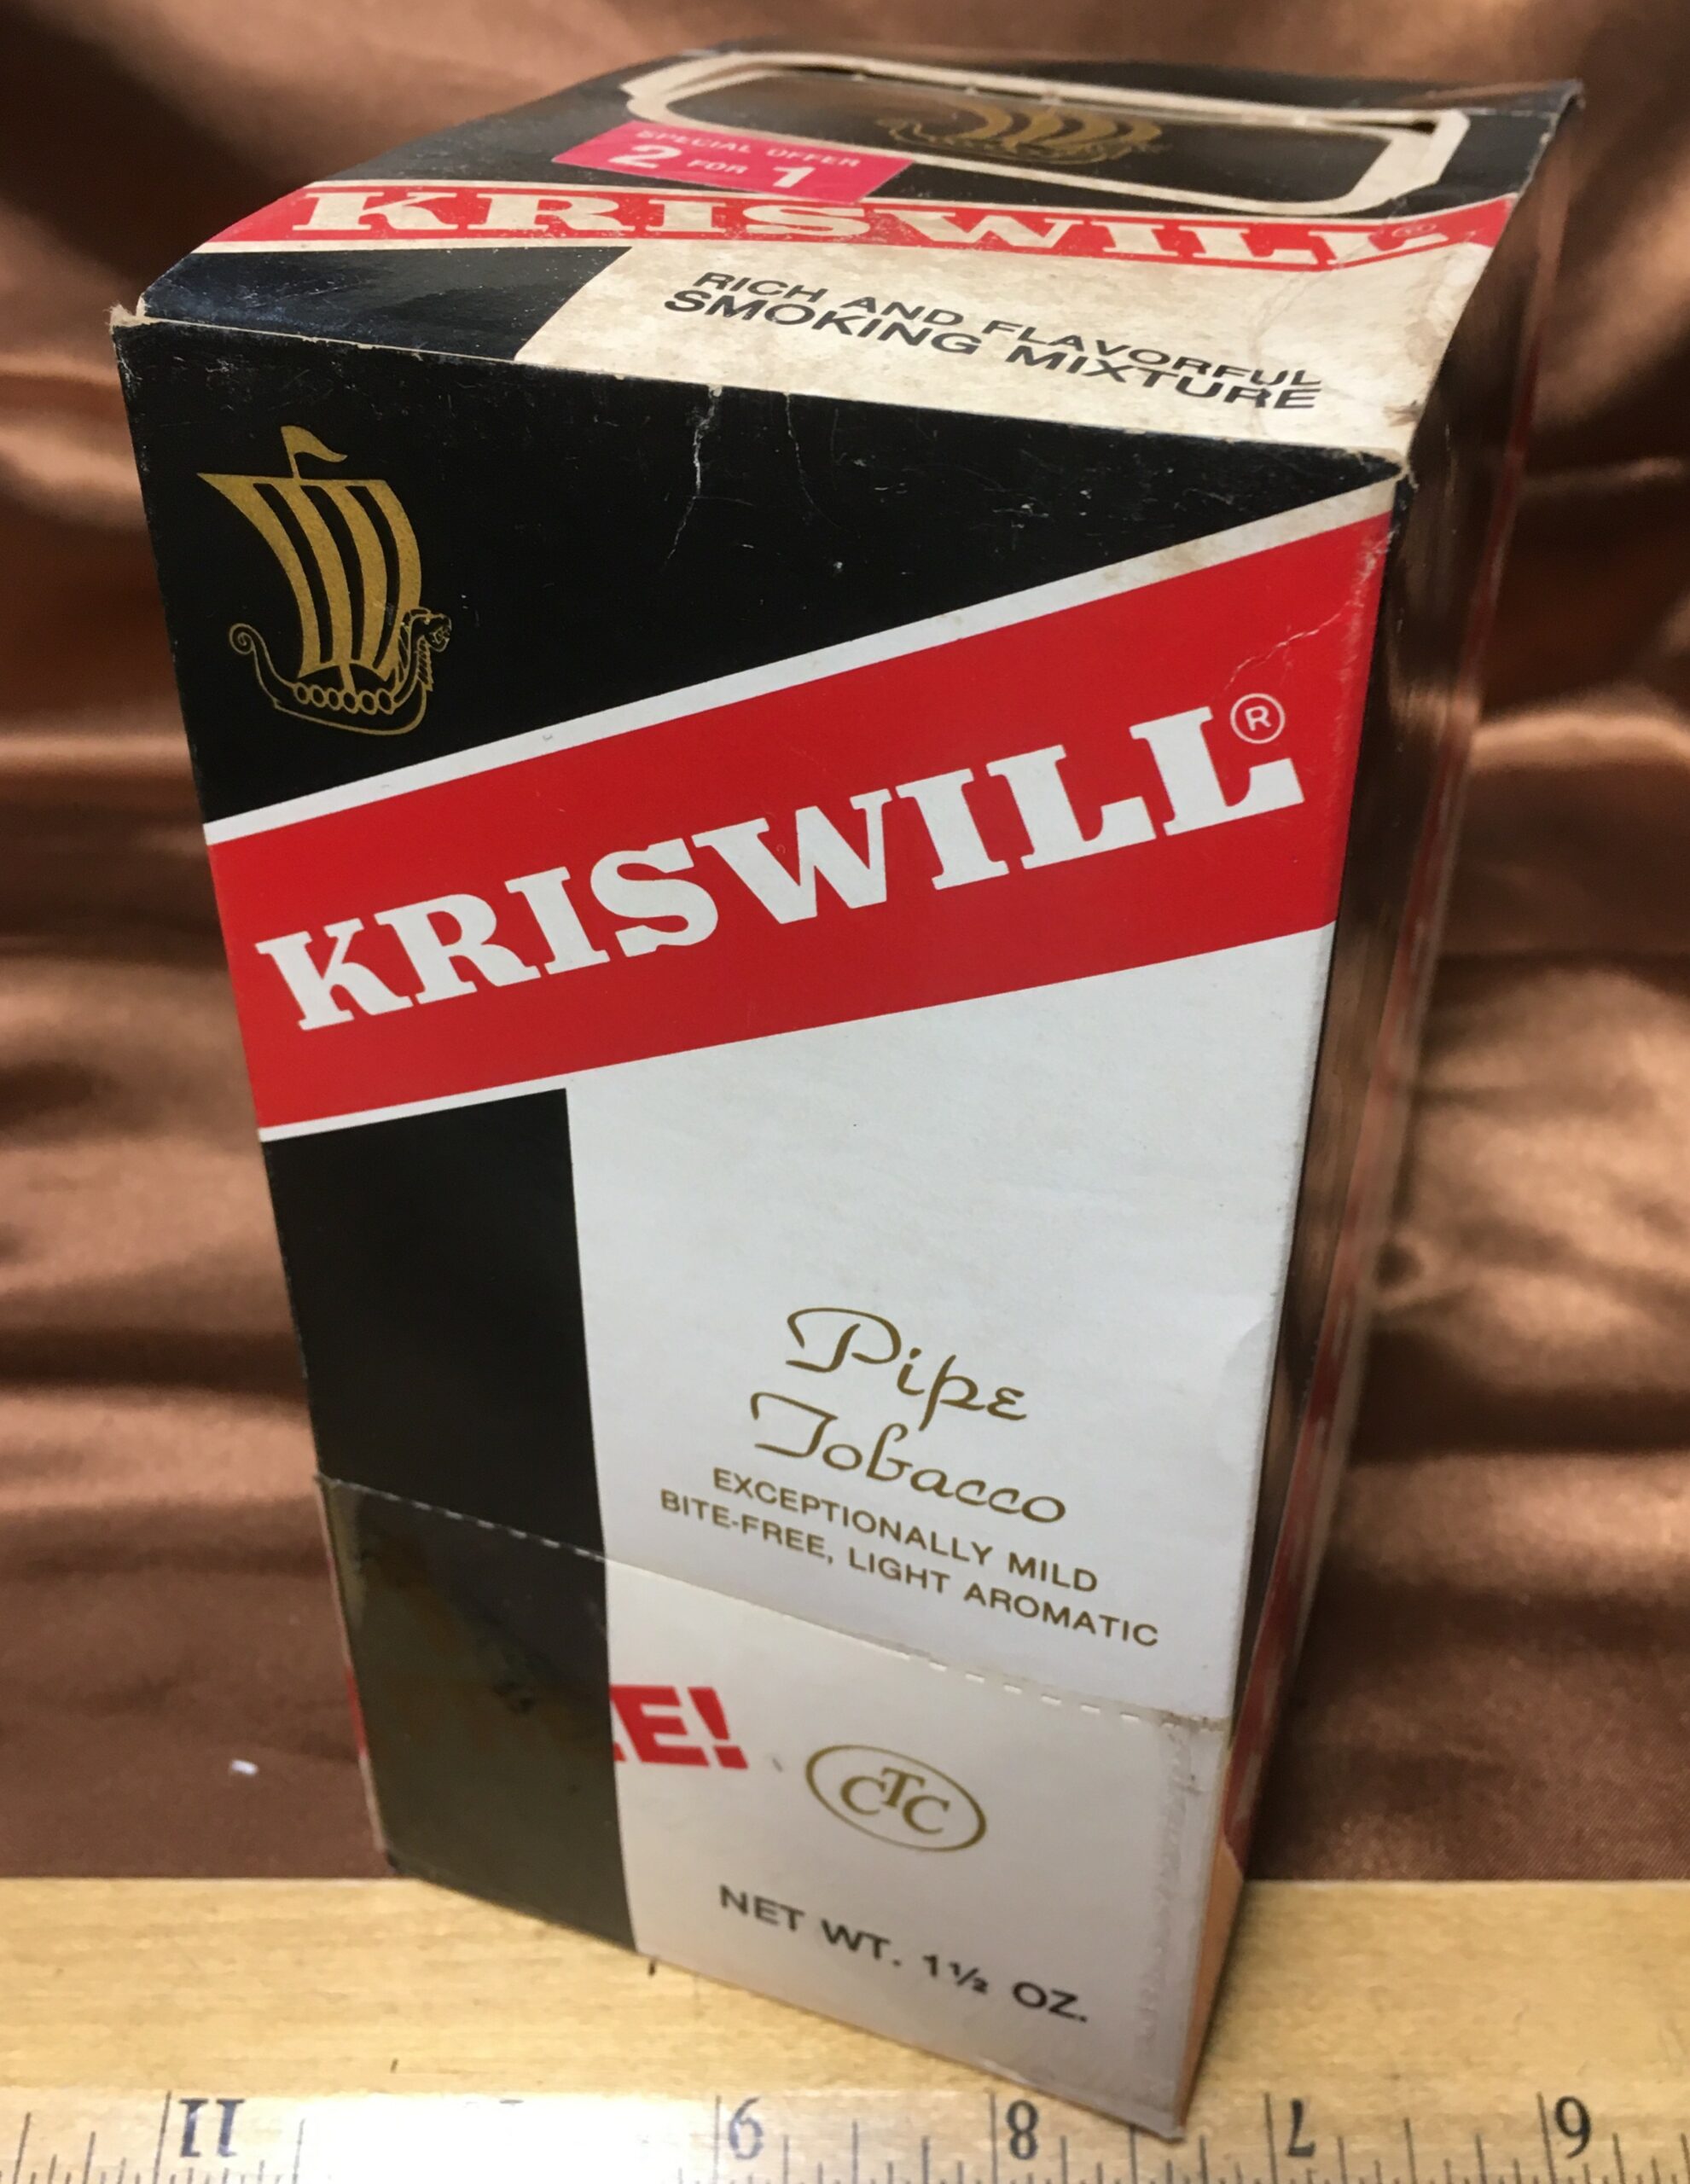 SPECIAL OFFER
2 FOR 1
KRISWILL®
RICH AND FLAVORFUL
SMOKING MIXTURE
KRISWILL®
Pipe
Tobacco
EXCEPTIONALLY MILD
BITE-FREE, LIGHT AROMATIC
E!
CTC
NET WT. 1½ OZ.
11 9 8 7 6